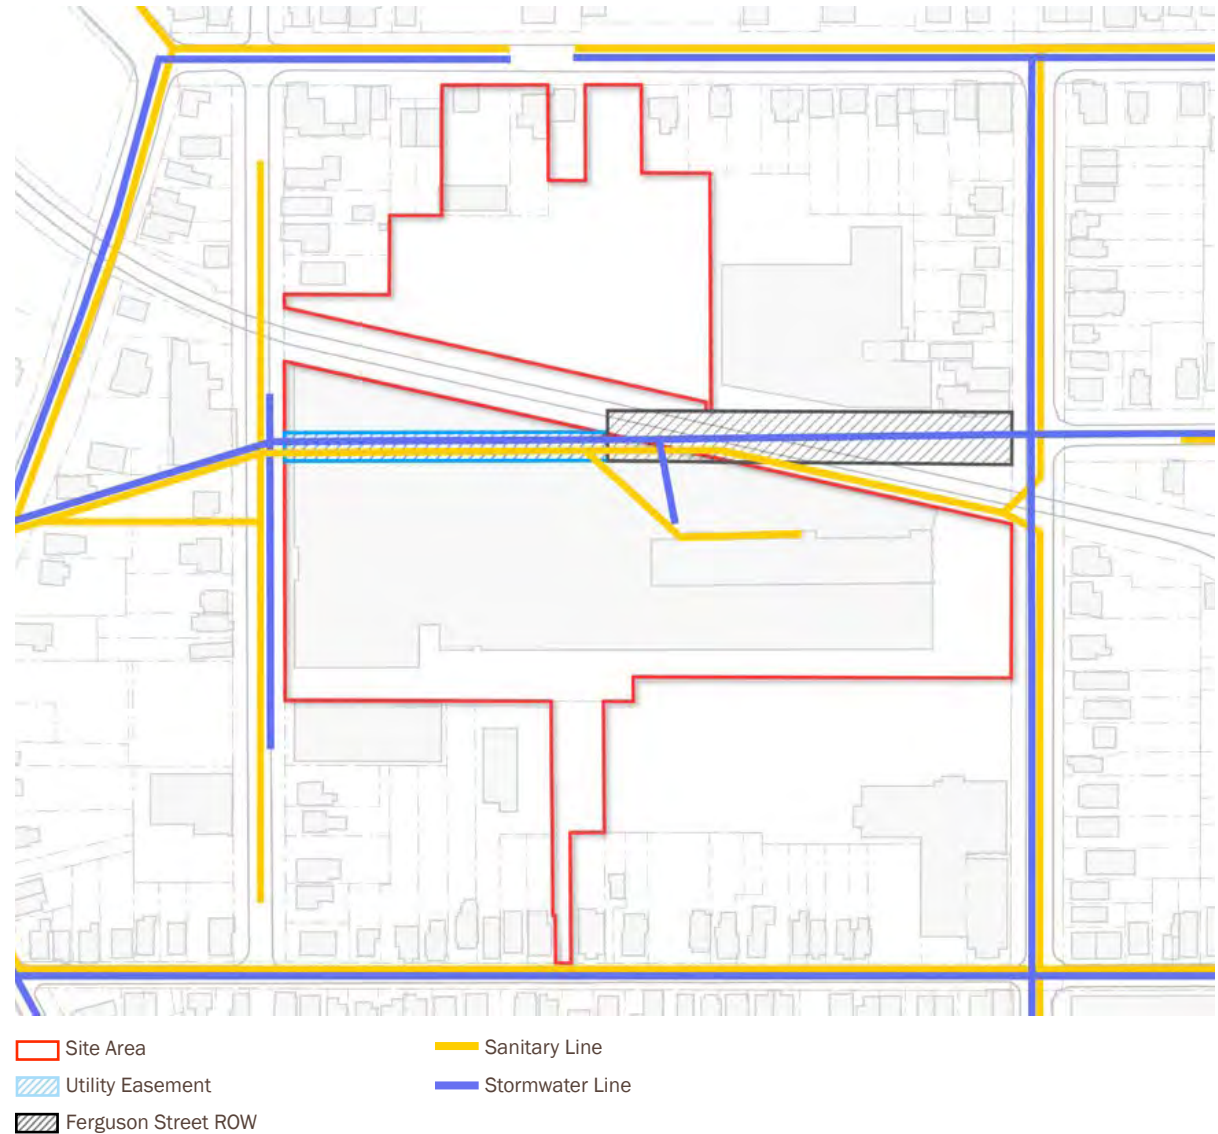 Site Area
Utility Easement
Ferguson Street ROW
Sanitary Line
Stormwater Line